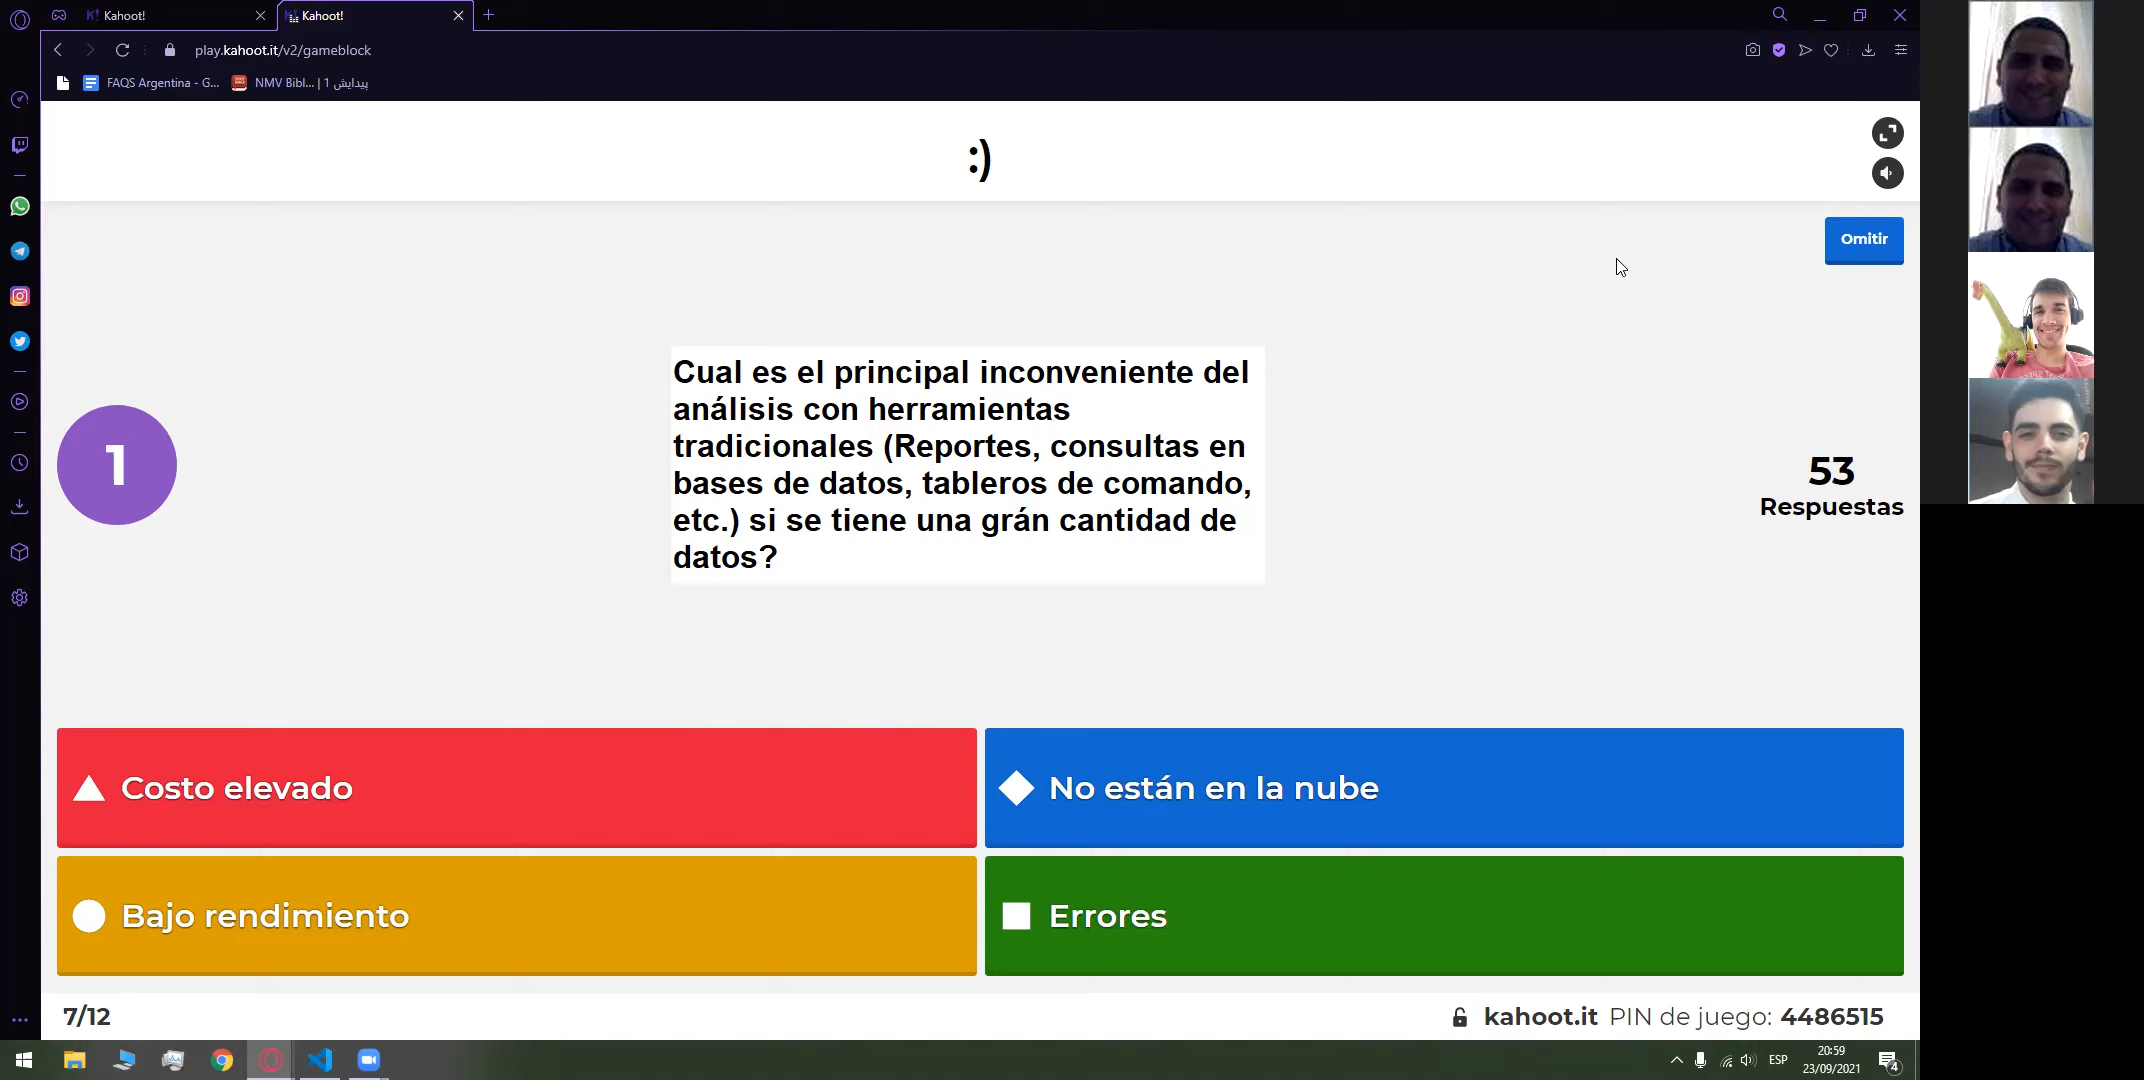 Kahoot!
Kahoot!
play.kahoot.it/v2/gameblock
FAQS Argentina - G...
NMV Bibl... | 1 پیدایش
:)
Omitir
Cual es el principal inconveniente del
análisis con herramientas
tradicionales (Reportes, consultas en
bases de datos, tableros de comando,
etc.) si se tiene una grán cantidad de
datos?
1
53
Respuestas
Costo elevado
No están en la nube
Bajo rendimiento
Errores
7/12
kahoot.it PIN de juego: 4486515
ESP
20:59
23/09/2021
4